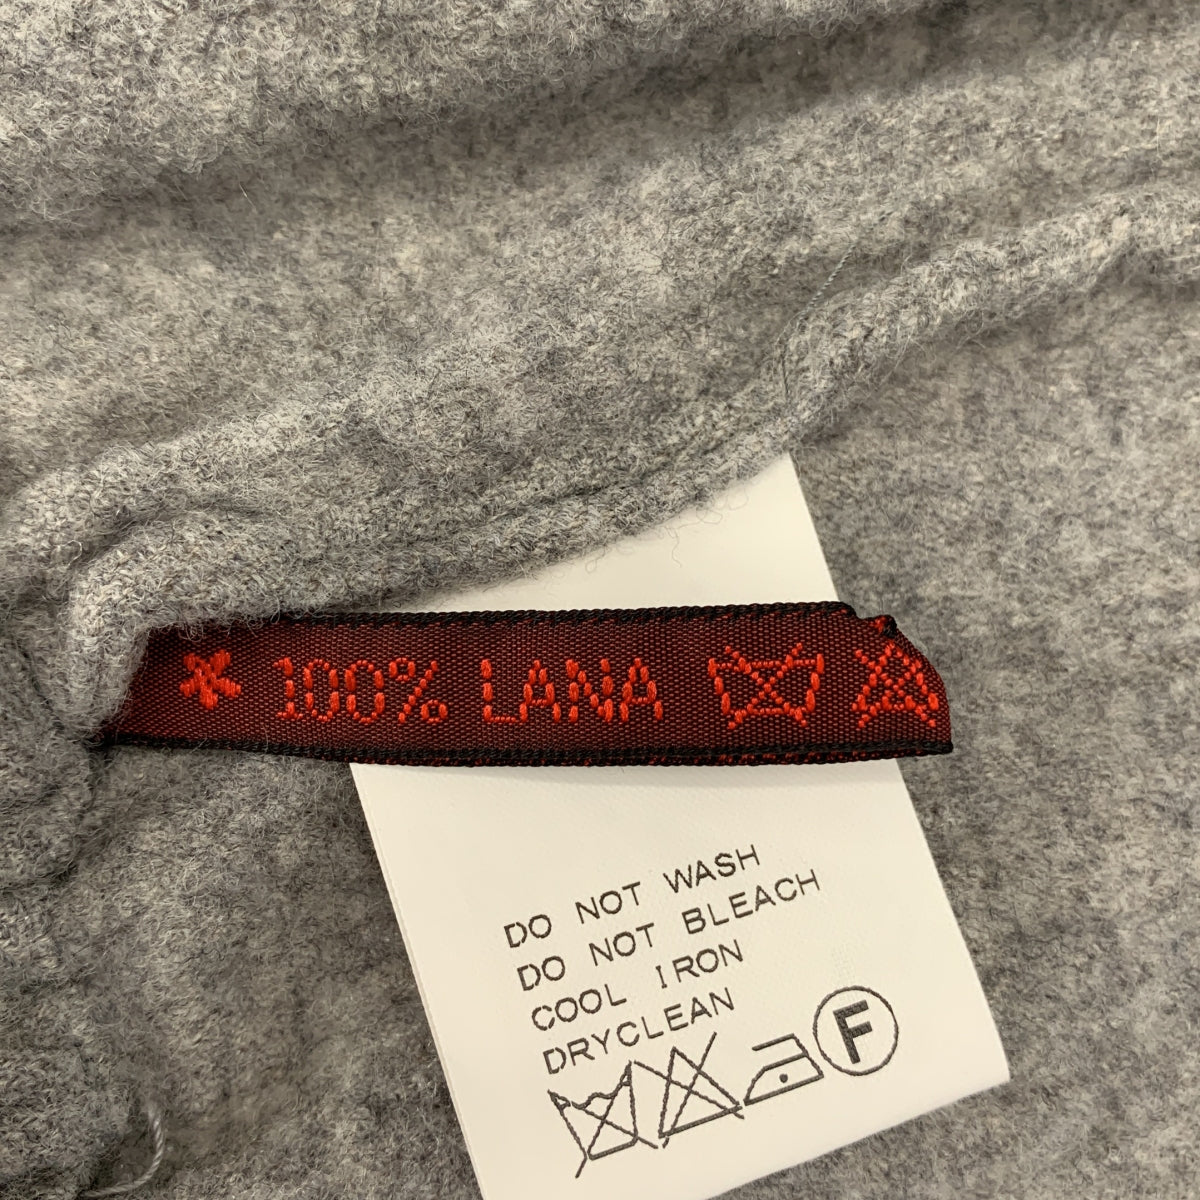 * 100% LANA
DO NOT WASH
DO NOT BLEACH
COOL IRON
DRYCLEAN
F